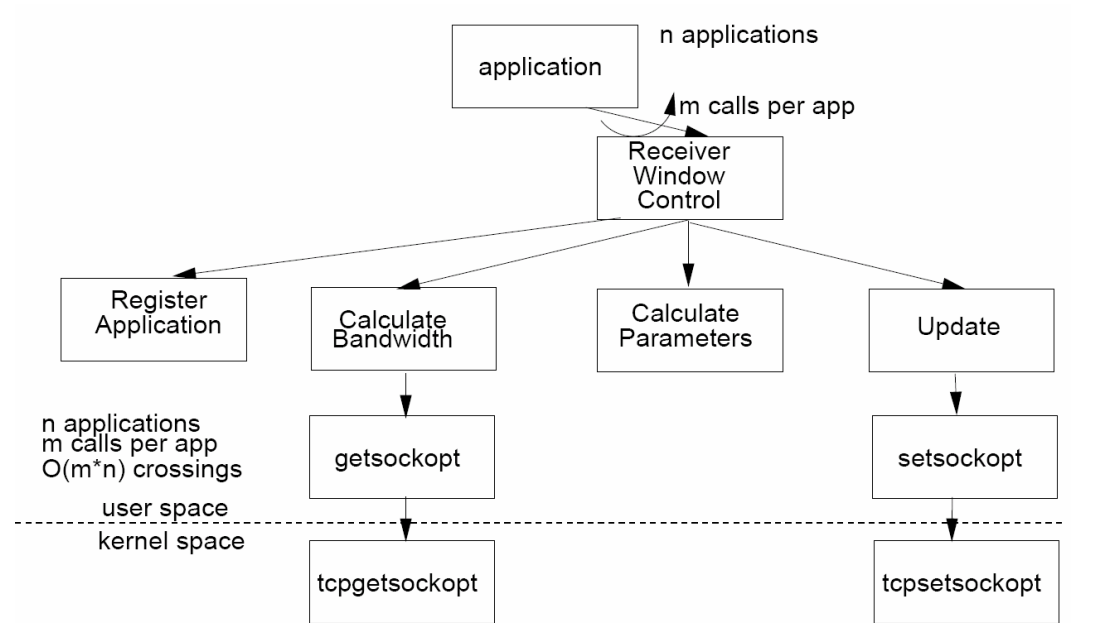 n applications
application
m calls per app
Receiver
Window
Control
Register
Application
Calculate
Bandwidth
Calculate
Parameters
Update
n applications
m calls per app
O(m*n) crossings
getsockopt
setsockopt
user space
kernel space
tcpgetsockopt
tcpsetsockopt